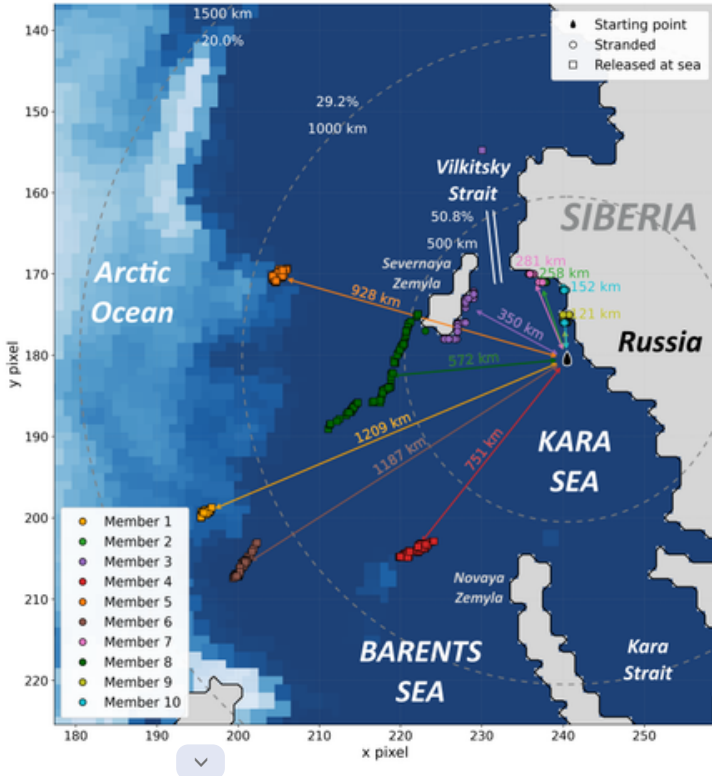 1500 km
20.0%
29.2%
1000 km
Starting point
Stranded
Released at sea
Vilkitsky
Strait
50.8%
500 km
SIBERIA
Severnaya
Zemyla
Arctic
Ocean
281 km
258 km
152 km
121 km
928 km
350 km
Russia
572 km
1209 km
1187 km
751 km
KARA
SEA
Member 1
Member 2
Member 3
Member 4
Member 5
Member 6
Member 7
Member 8
Member 9
Member 10
Novaya
Zemyla
BARENTS
SEA
Kara
Strait
140
150
160
170
180
190
200
210
220
y pixel
180
190
200
210
220
230
240
250
x pixel